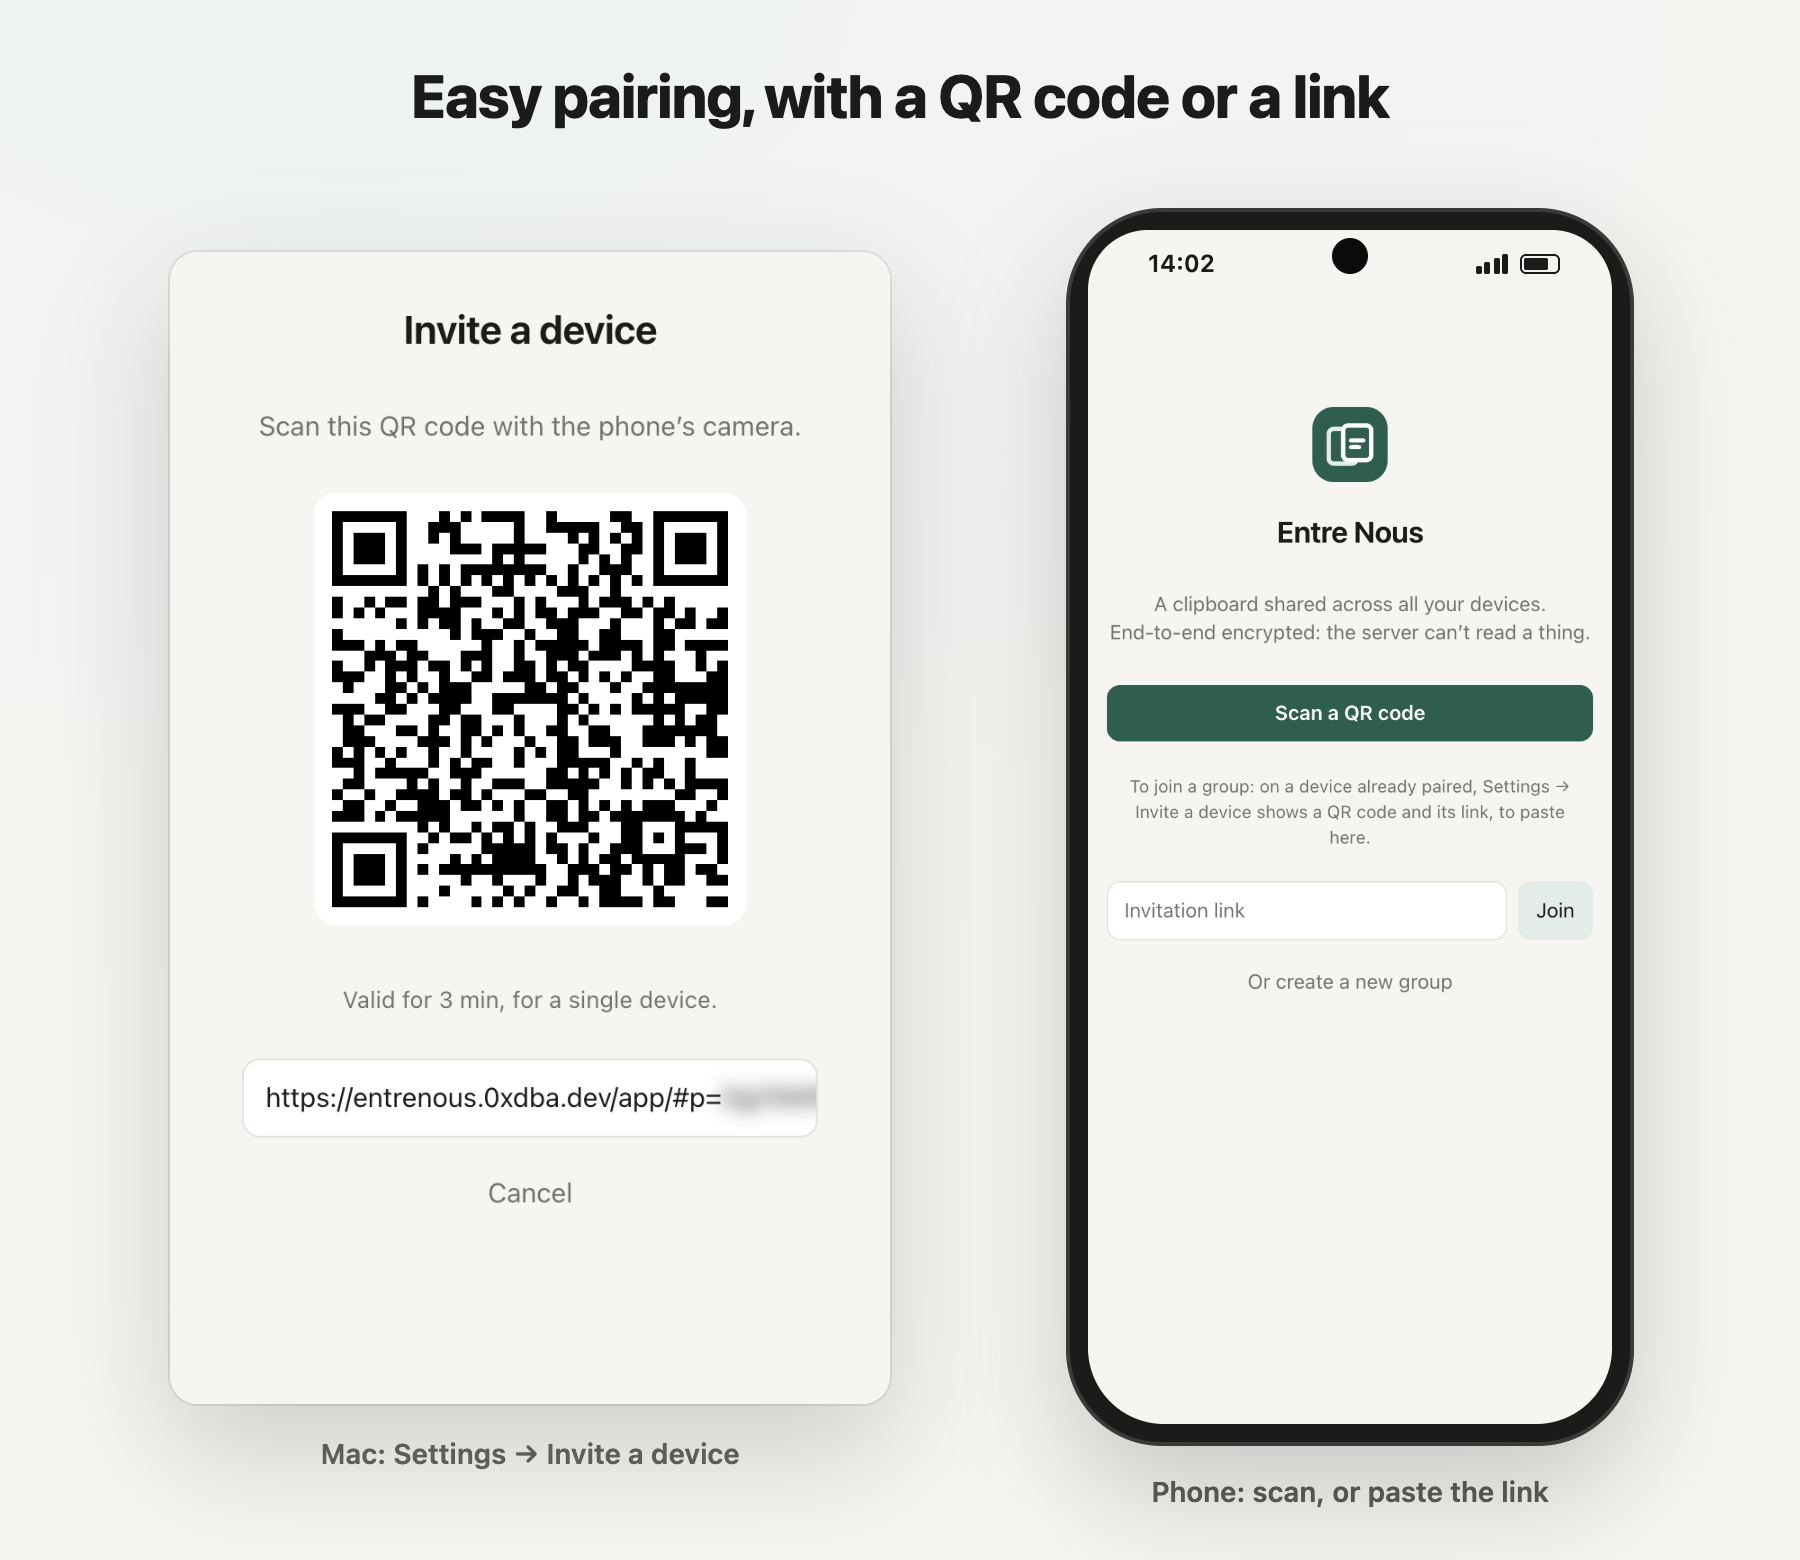 Easy pairing, with a QR code or a link
Invite a device
Scan this QR code with the phone’s camera.
Valid for 3 min, for a single device.
https://entrenous.0xdba.dev/app/#p=
Cancel
Mac: Settings → Invite a device
14:02
Entre Nous
A clipboard shared across all your devices.
End-to-end encrypted: the server can’t read a thing.
Scan a QR code
To join a group: on a device already paired, Settings →
Invite a device shows a QR code and its link, to paste
here.
Invitation link
Join
Or create a new group
Phone: scan, or paste the link